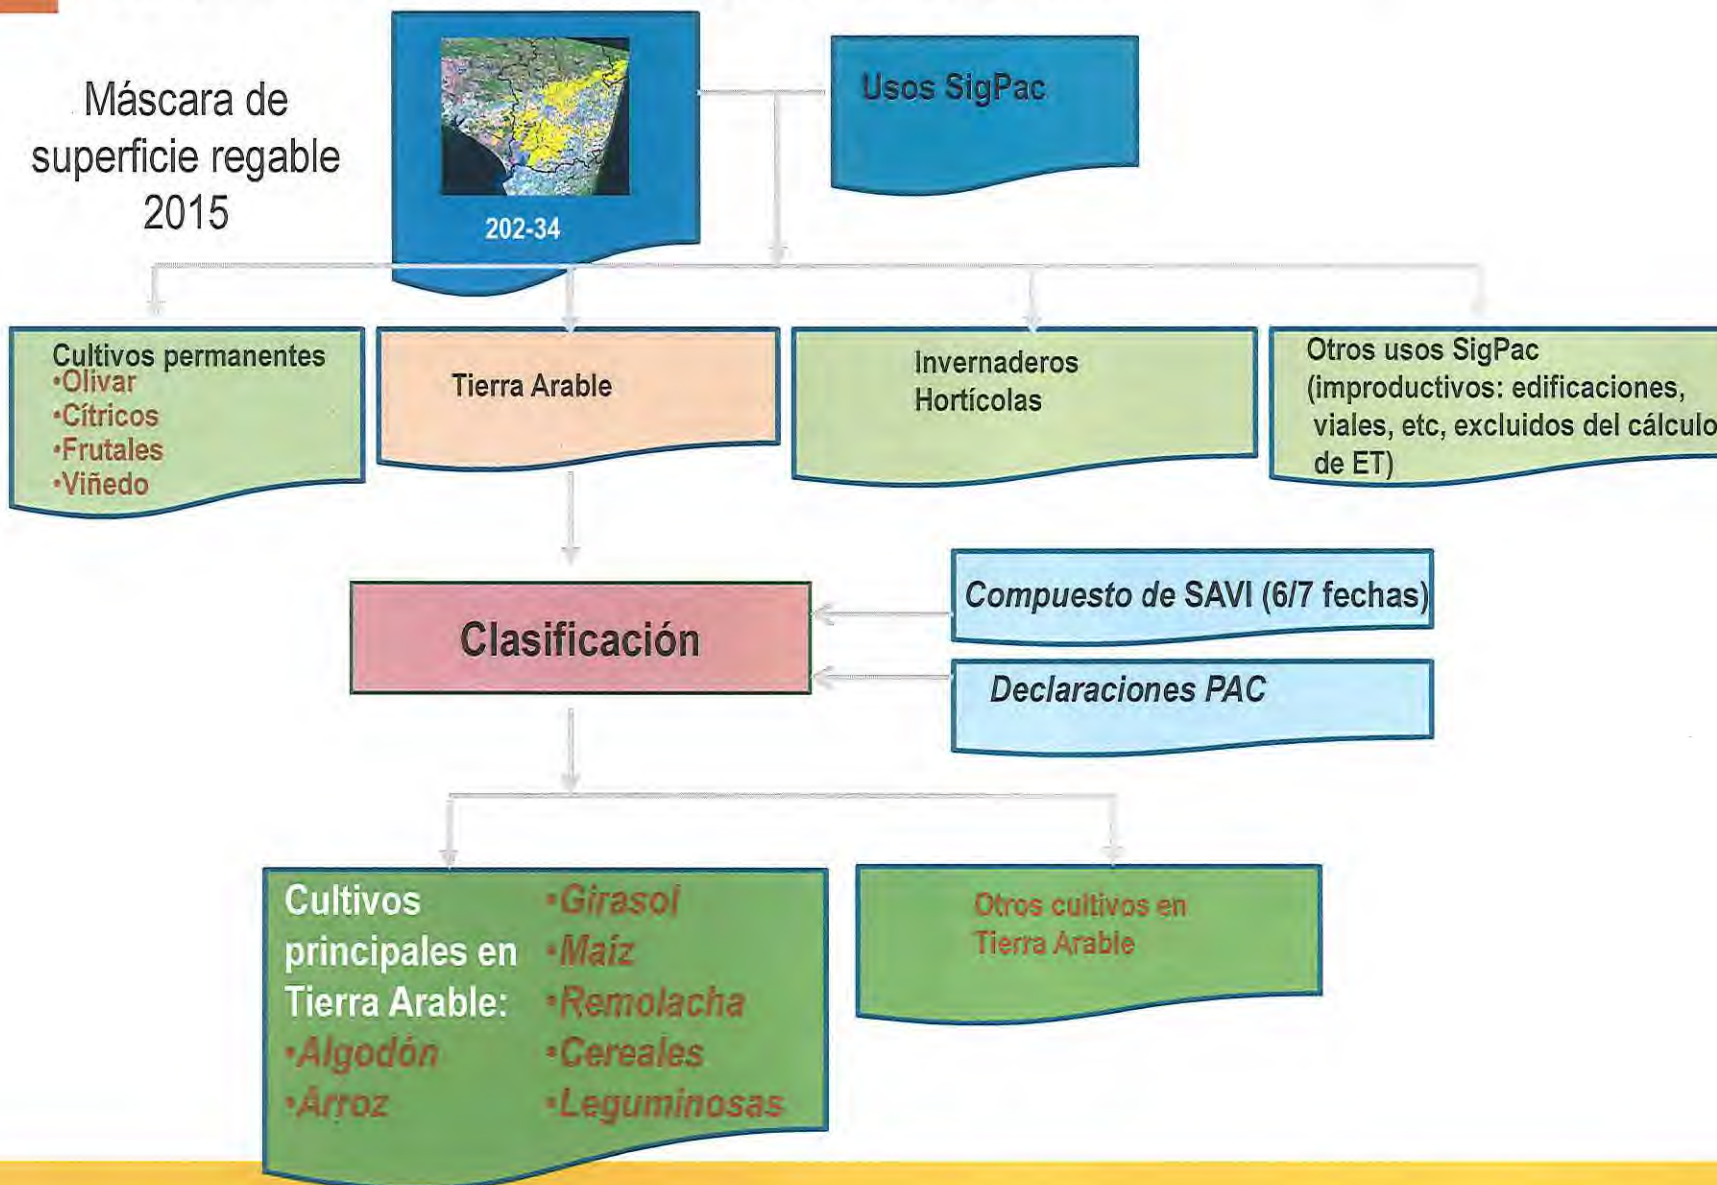 Máscara de
superficie regable
2015
202-34
Usos SigPac
Cultivos permanentes
•Olivar
•Cítricos
•Frutales
•Viñedo
Tierra Arable
Invernaderos
Hortícolas
Otros usos SigPac
(improductivos: edificaciones,
viales, etc, excluidos del cálculo
de ET)
Clasificación
Compuesto de SAVI (6/7 fechas)
Declaraciones PAC
Cultivos
principales en
Tierra Arable:
•Algodón
•Arroz
•Girasol
•Maíz
•Remolacha
•Cereales
•Leguminosas
Otros cultivos en
Tierra Arable